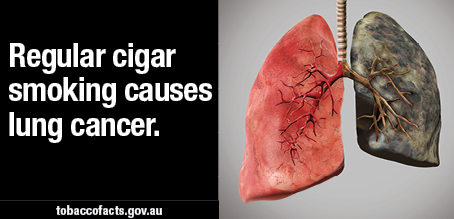 Regular cigar
smoking causes
lung cancer.
tobaccofacts.gov.au